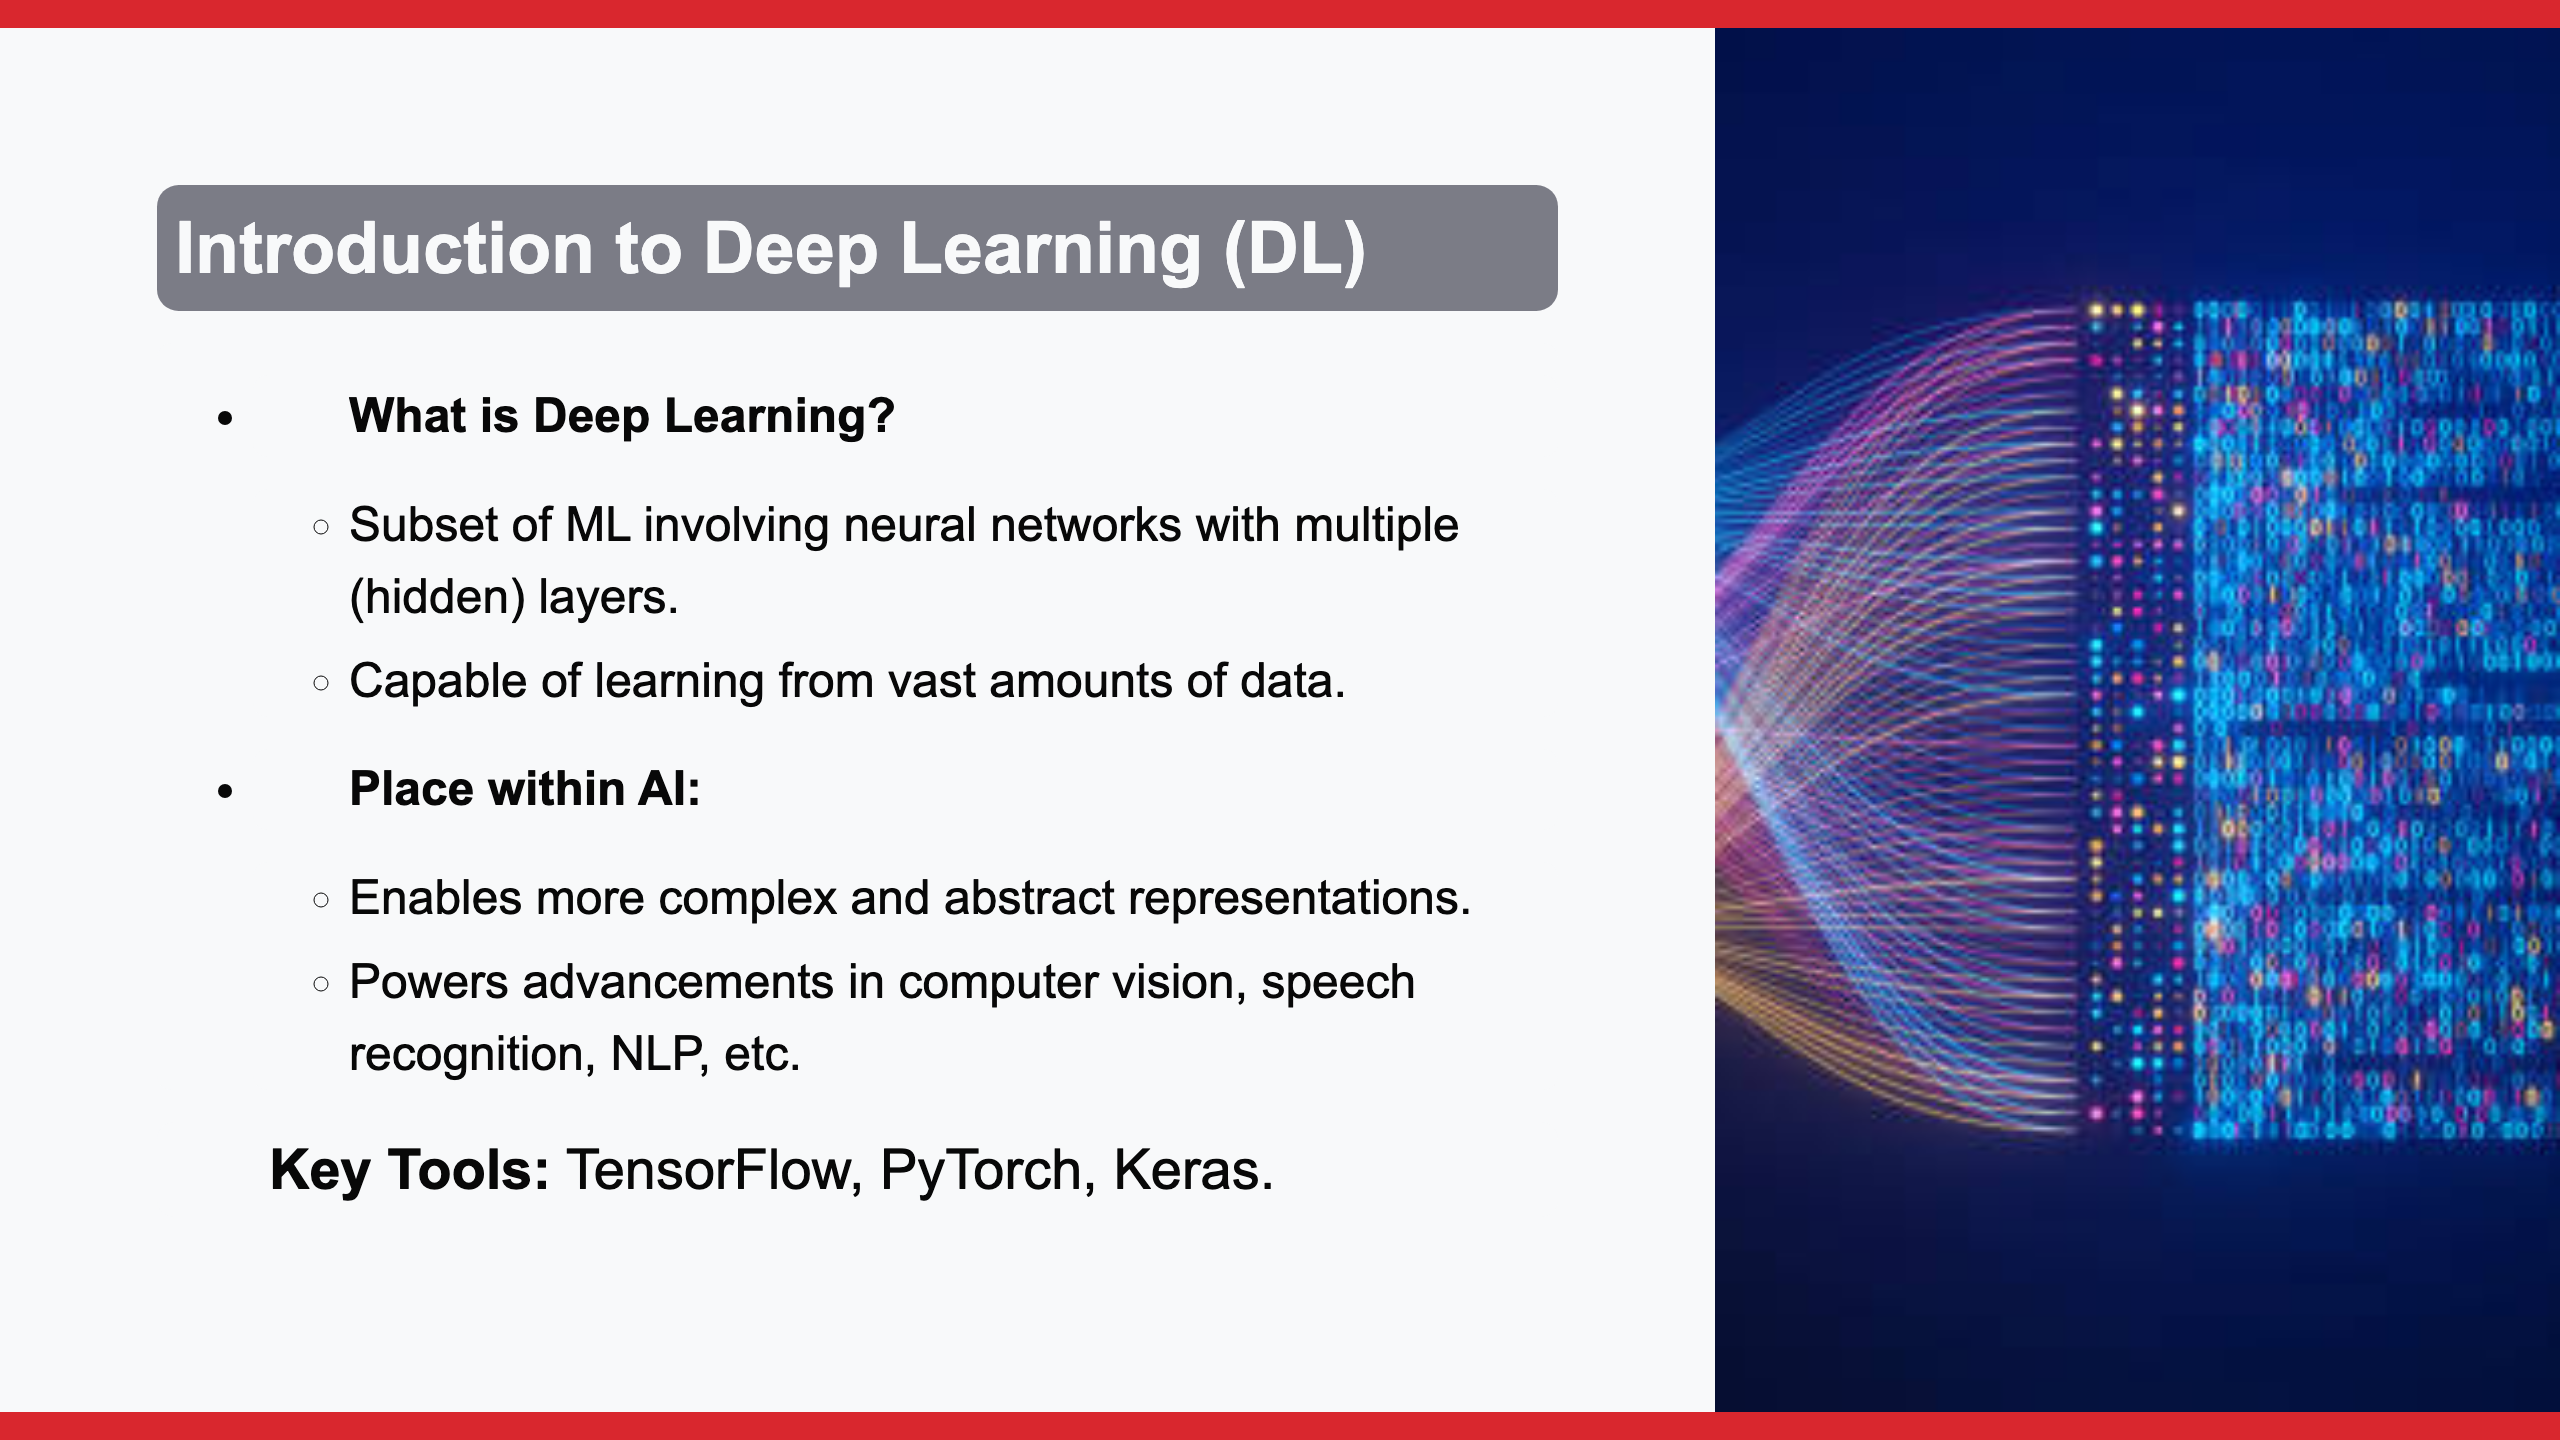 Introduction to Deep Learning (DL)
• What is Deep Learning?
○ Subset of ML involving neural networks with multiple
(hidden) layers.
○ Capable of learning from vast amounts of data.
• Place within AI:
○ Enables more complex and abstract representations.
○ Powers advancements in computer vision, speech
recognition, NLP, etc.
Key Tools: TensorFlow, PyTorch, Keras.